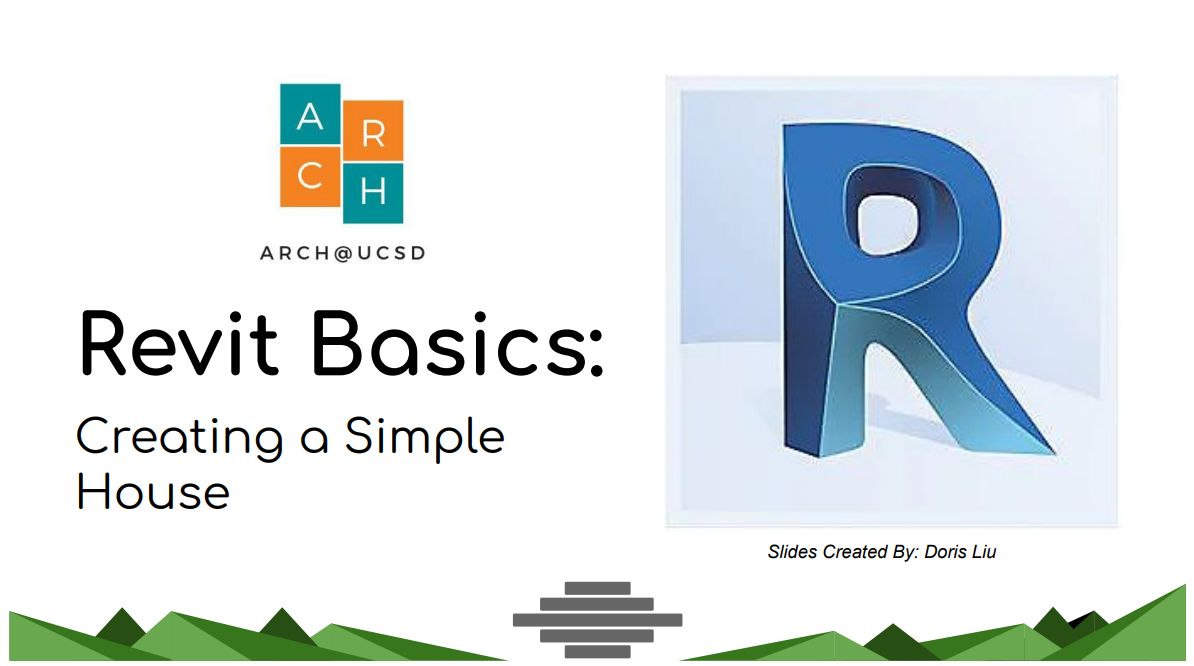 A
R
C
H
ARCH@UCSD
Revit Basics:
Creating a Simple
House
R
Slides Created By: Doris Liu